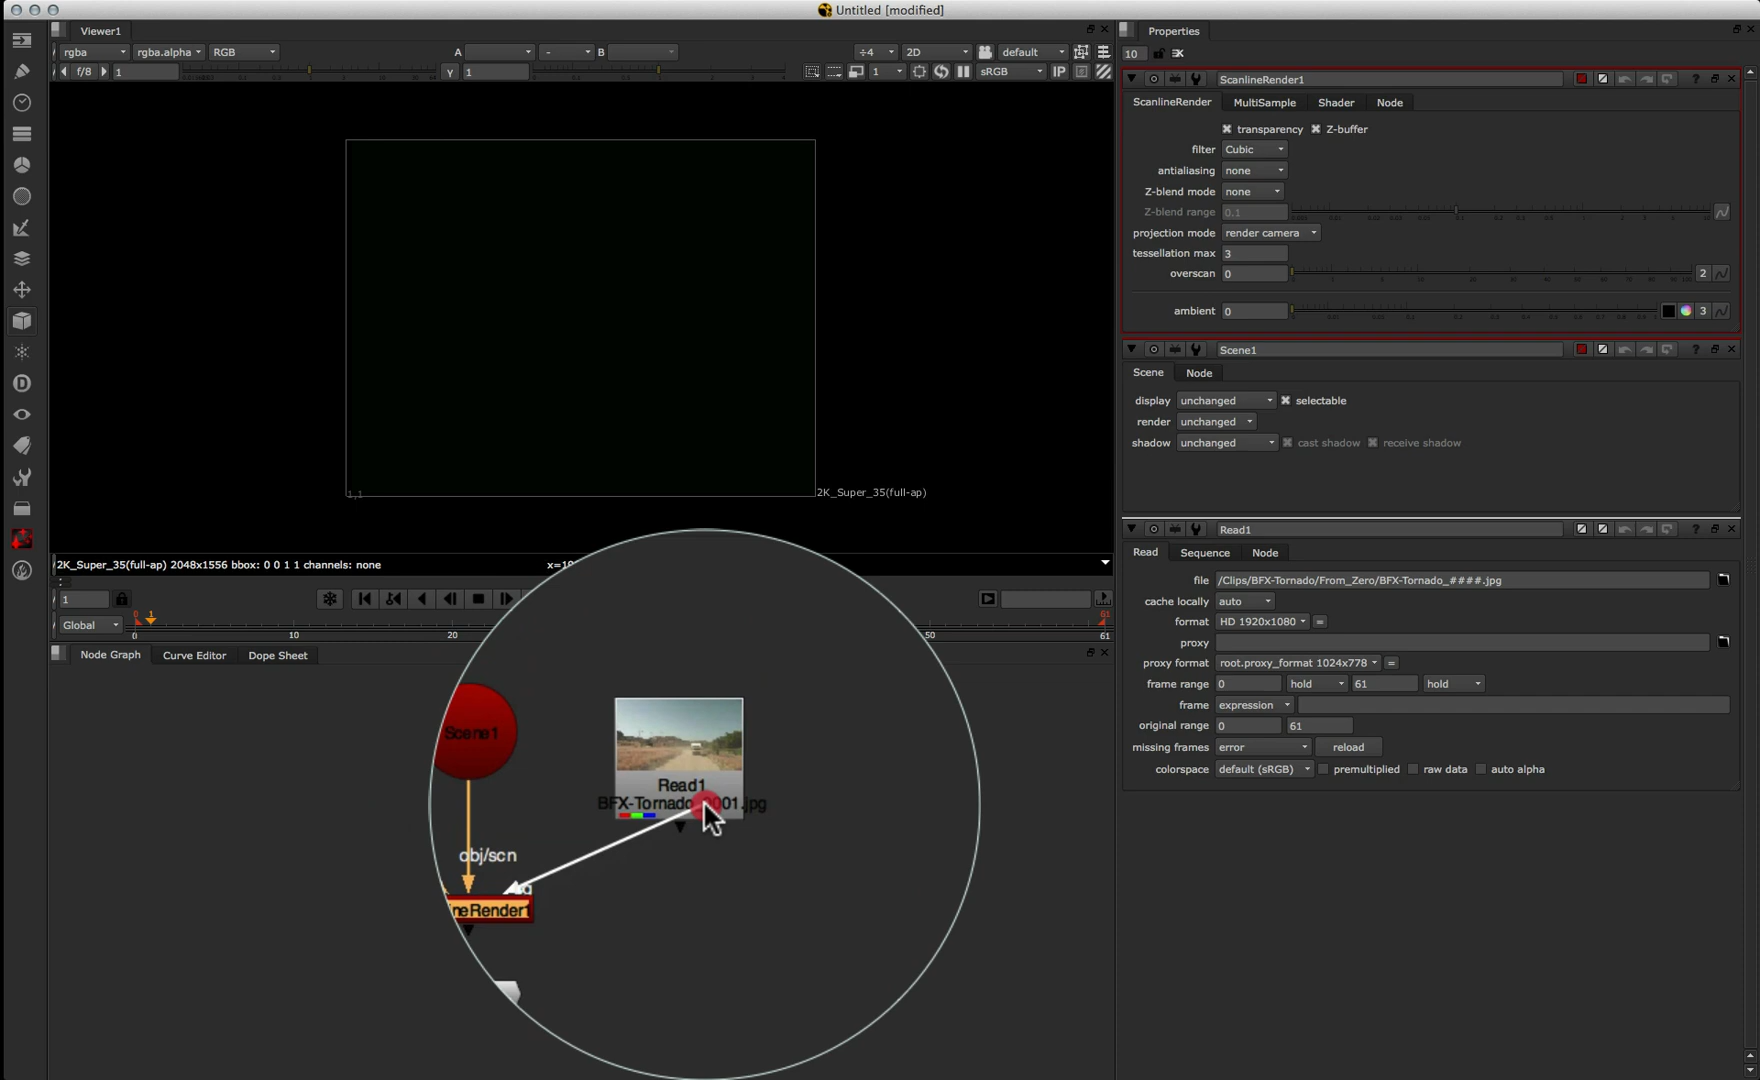 Untitled [modified]
Viewer1
rgba
rgba.alpha
RGB
A
-
B
÷4
2D
default
f/8
1
γ
1
1
sRGB
IP
1,1
2K_Super_35(full-ap)
2K_Super_35(full-ap) 2048x1556 bbox: 0 0 1 1 channels: none
1
Global
0
1
0
10
20
50
61
61
Node Graph
Curve Editor
Dope Sheet
Scene1
obj/scn
ineRender1
Read1
BFX-Tornado_0001.jpg
Properties
10
ScanlineRender1
?
ScanlineRender
MultiSample
Shader
Node
transparency
Z-buffer
filter
Cubic
antialiasing
none
Z-blend mode
none
Z-blend range
0.1
projection mode
render camera
tessellation max
3
overscan
0
2
ambient
0
3
Scene1
?
Scene
Node
display
unchanged
selectable
render
unchanged
shadow
unchanged
cast shadow
receive shadow
Read1
?
Read
Sequence
Node
file
/Clips/BFX-Tornado/From_Zero/BFX-Tornado_####.jpg
cache locally
auto
format
HD 1920x1080
=
proxy
proxy format
root.proxy_format 1024x778
=
frame range
0
hold
61
hold
frame
expression
original range
0
61
missing frames
error
reload
colorspace
default (sRGB)
premultiplied
raw data
auto alpha